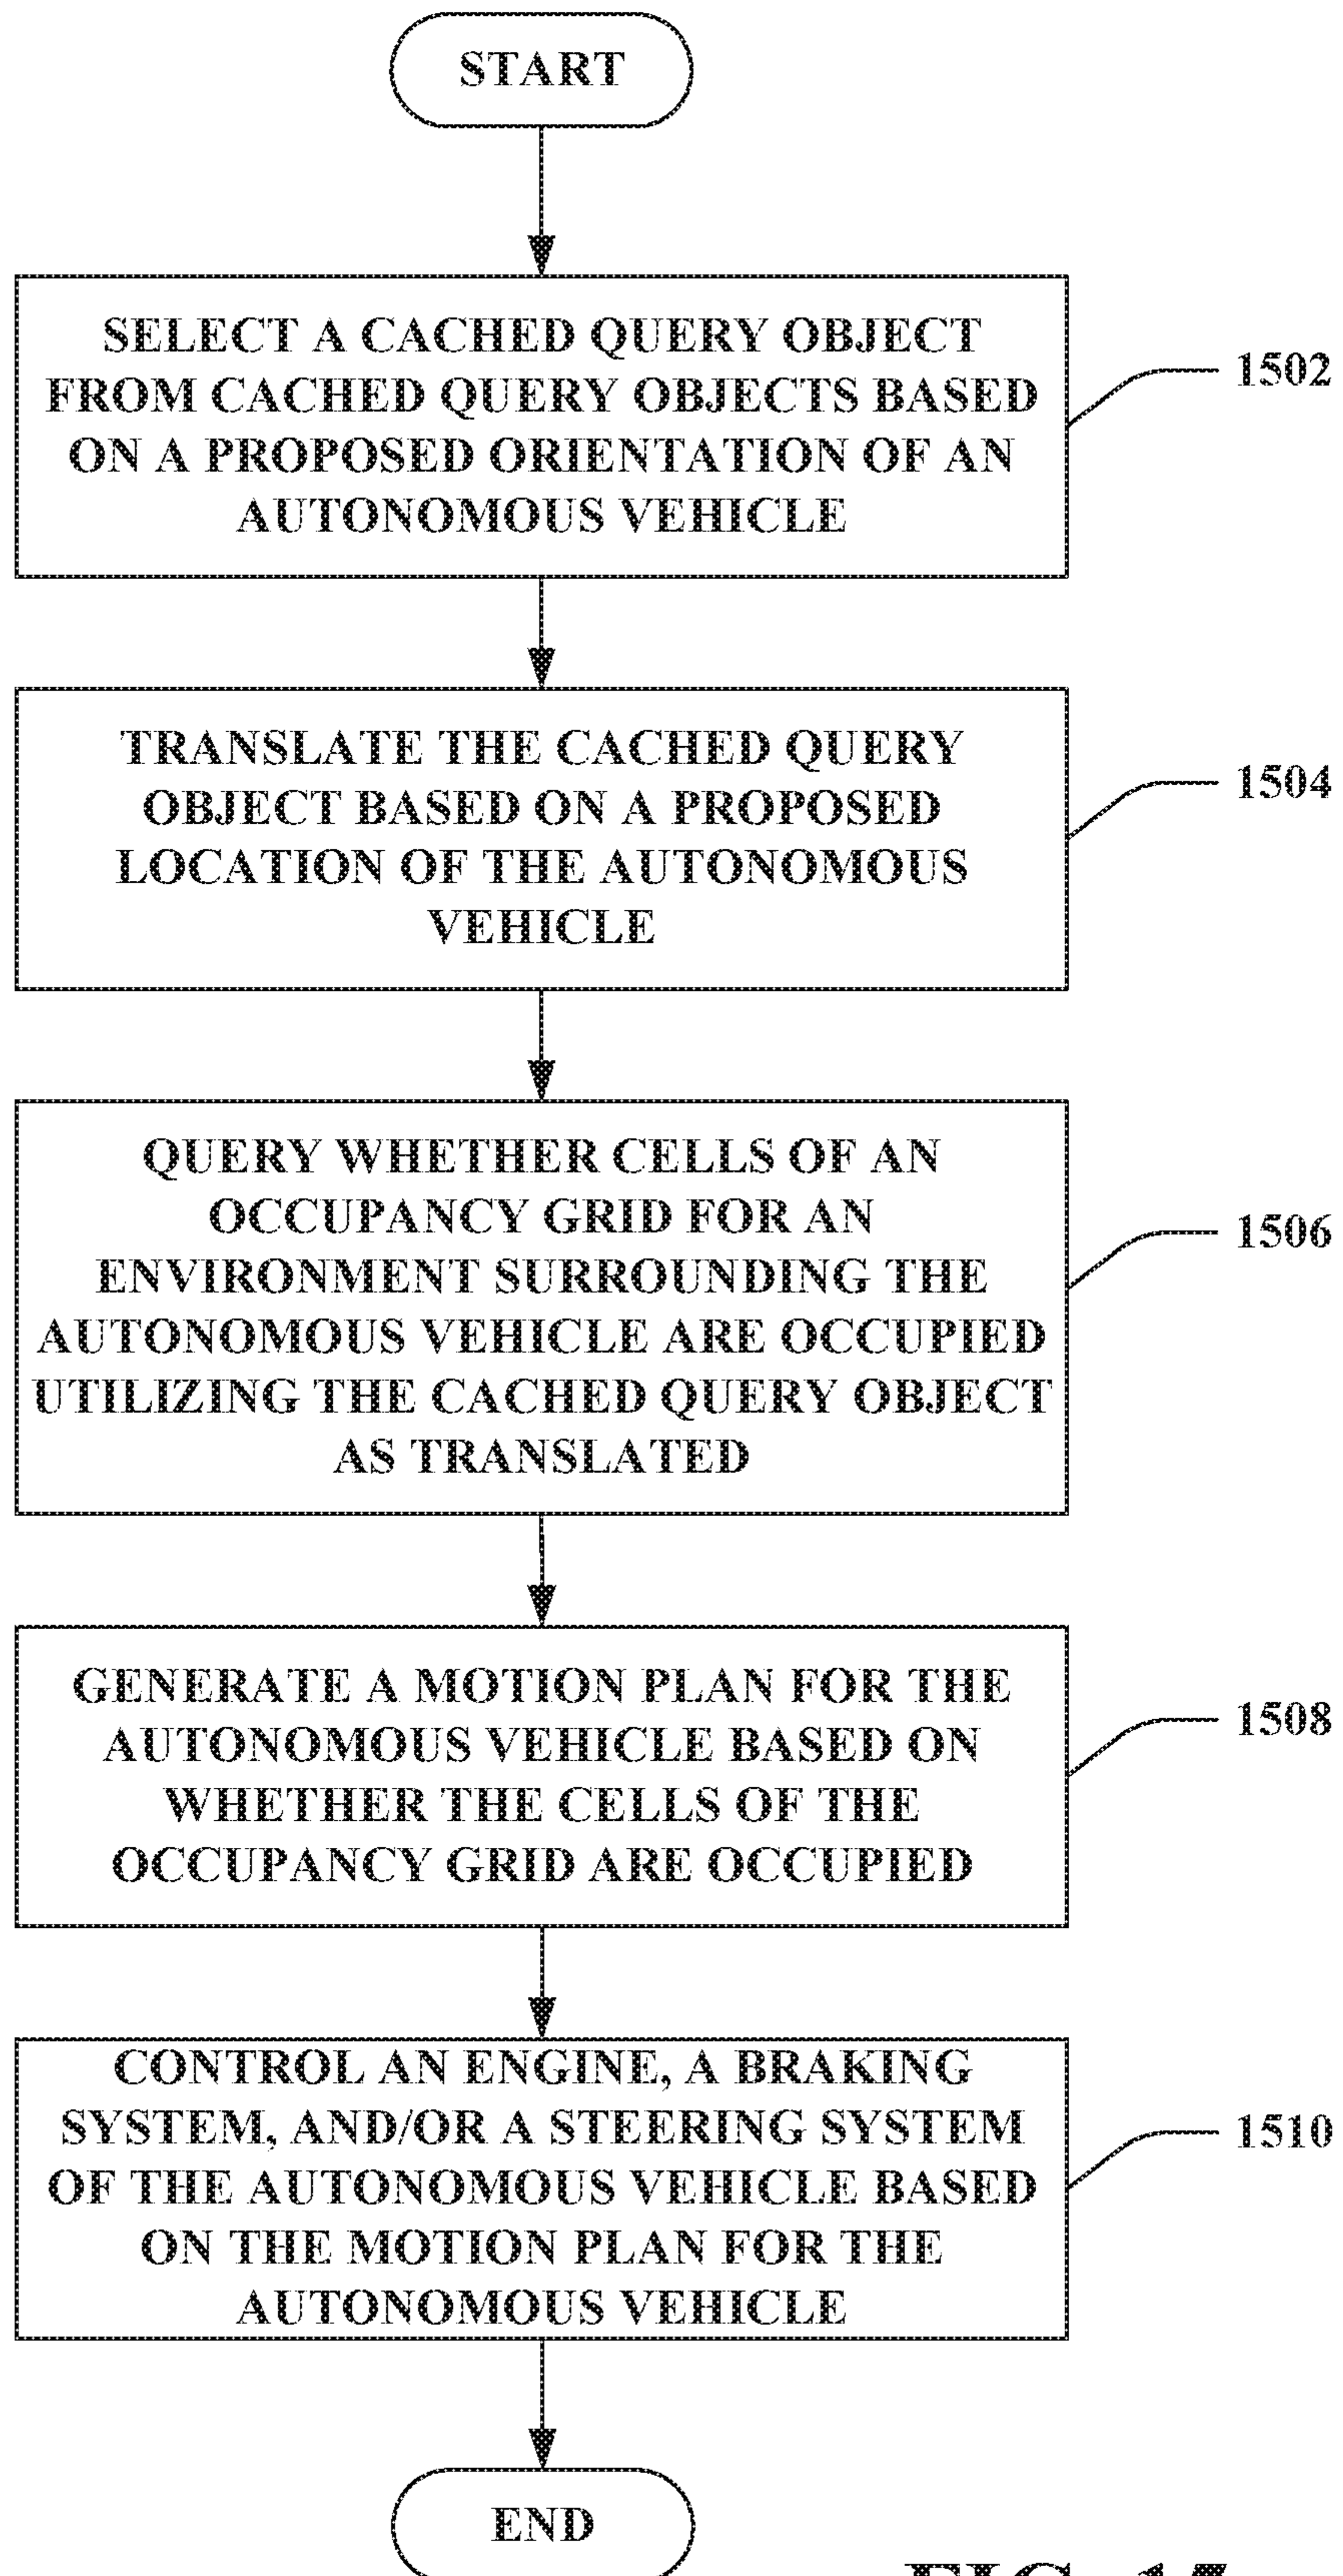 START
SELECT A CACHED QUERY OBJECT
FROM CACHED QUERY OBJECTS BASED
ON A PROPOSED ORIENTATION OF AN
AUTONOMOUS VEHICLE
1502
TRANSLATE THE CACHED QUERY
OBJECT BASED ON A PROPOSED
LOCATION OF THE AUTONOMOUS
VEHICLE
1504
QUERY WHETHER CELLS OF AN
OCCUPANCY GRID FOR AN
ENVIRONMENT SURROUNDING THE
AUTONOMOUS VEHICLE ARE OCCUPIED
UTILIZING THE CACHED QUERY OBJECT
AS TRANSLATED
1506
GENERATE A MOTION PLAN FOR THE
AUTONOMOUS VEHICLE BASED ON
WHETHER THE CELLS OF THE
OCCUPANCY GRID ARE OCCUPIED
1508
CONTROL AN ENGINE, A BRAKING
SYSTEM, AND/OR A STEERING SYSTEM
OF THE AUTONOMOUS VEHICLE BASED
ON THE MOTION PLAN FOR THE
AUTONOMOUS VEHICLE
1510
END